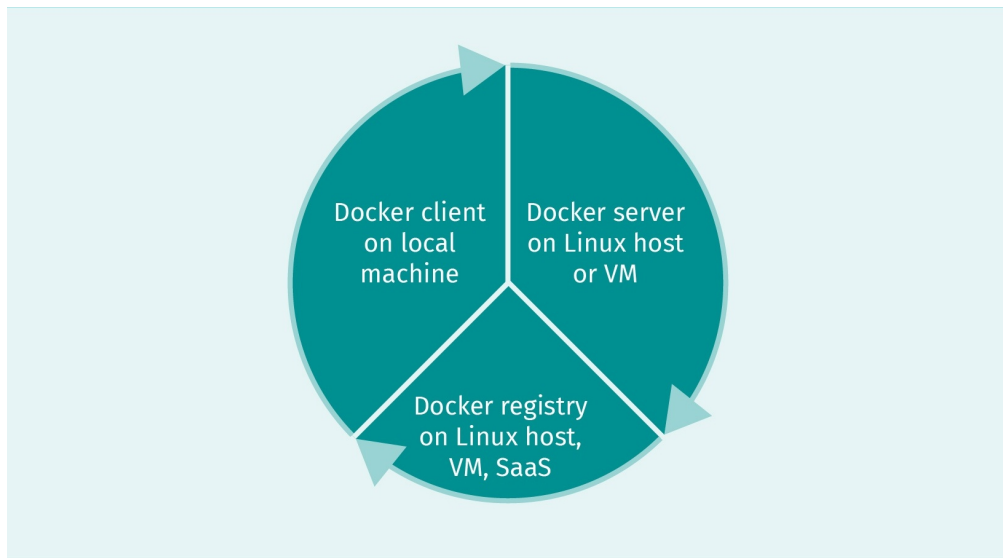 Docker client
on local
machine
Docker server
on Linux host
or VM
Docker registry
on Linux host,
VM, SaaS